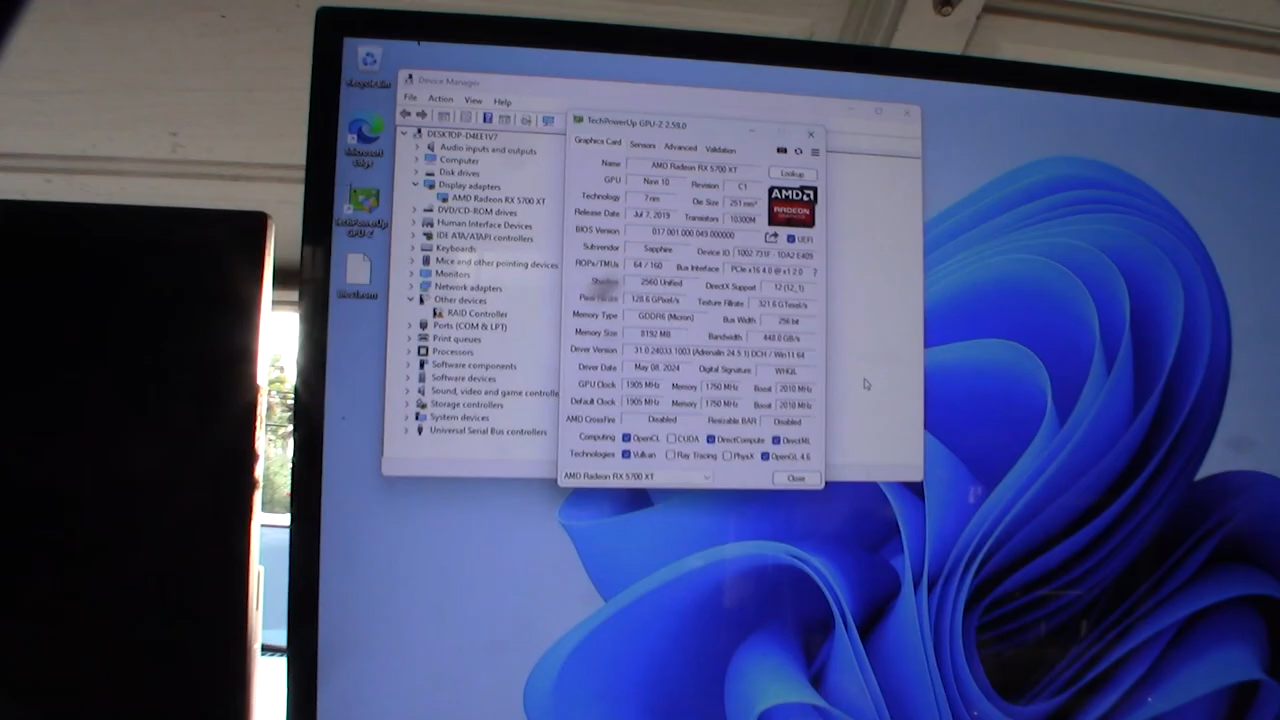 Recycle Bin
Microsoft
Edge
TechPowerUp
GPU-Z
Device Manager
File Action View Help
DESKTOP-D4EE1V7
Audio inputs and outputs
Computer
Disk drives
Display adapters
AMD Radeon RX 5700 XT
DVD/CD-ROM drives
Human Interface Devices
IDE ATA/ATAPI controllers
Keyboards
Mice and other pointing devices
Monitors
Network adapters
Other devices
RAID Controller
Ports (COM & LPT)
Print queues
Processors
Software components
Software devices
Sound, video and game controlle
Storage controllers
System devices
Universal Serial Bus controllers
TechPowerUp GPU-Z 2.59.0
Graphics Card Sensors Advanced Validation
Name AMD Radeon RX 5700 XT Lookup
GPU Navi 10 Revision C1
Technology 7 nm Die Size 251 mm²
Release Date Jul 7, 2019 Transistors 10300M
BIOS Version 017.001.000.049.000000 UEFI
Subvendor Sapphire Device ID 1002 731F - 1DA2 E409
ROPs/TMUs 64 / 160 Bus Interface PCIe x16 4.0 @ x1 2.0 ?
Shaders 2560 Unified DirectX Support 12 (12_1)
Pixel Fillrate 128.6 GPixel/s Texture Fillrate 321.6 GTexel/s
Memory Type GDDR6 (Micron) Bus Width 256 bit
Memory Size 8192 MB Bandwidth 448.0 GB/s
Driver Version 31.0.24033.1003 (Adrenalin 24.5.1) DCH / Win11 64
Driver Date May 08, 2024 Digital Signature WHQL
GPU Clock 1905 MHz Memory 1750 MHz Boost 2010 MHz
Default Clock 1905 MHz Memory 1750 MHz Boost 2010 MHz
AMD CrossFire Disabled Resizable BAR Disabled
Computing OpenCL CUDA DirectCompute DirectML
Technologies Vulkan Ray Tracing PhysX OpenGL 4.6
AMD Radeon RX 5700 XT Close
AMD
RADEON
GRAPHICS